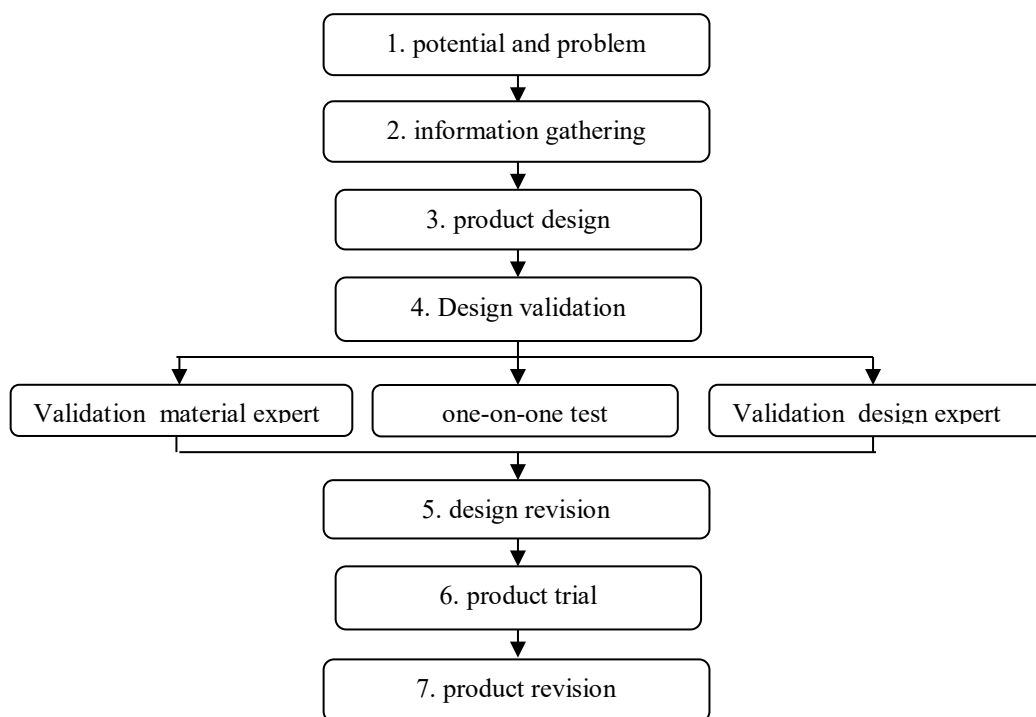 1. potential and problem
2. information gathering
3. product design
4. Design validation
Validation material expert
one-on-one test
Validation design expert
5. design revision
6. product trial
7. product revision